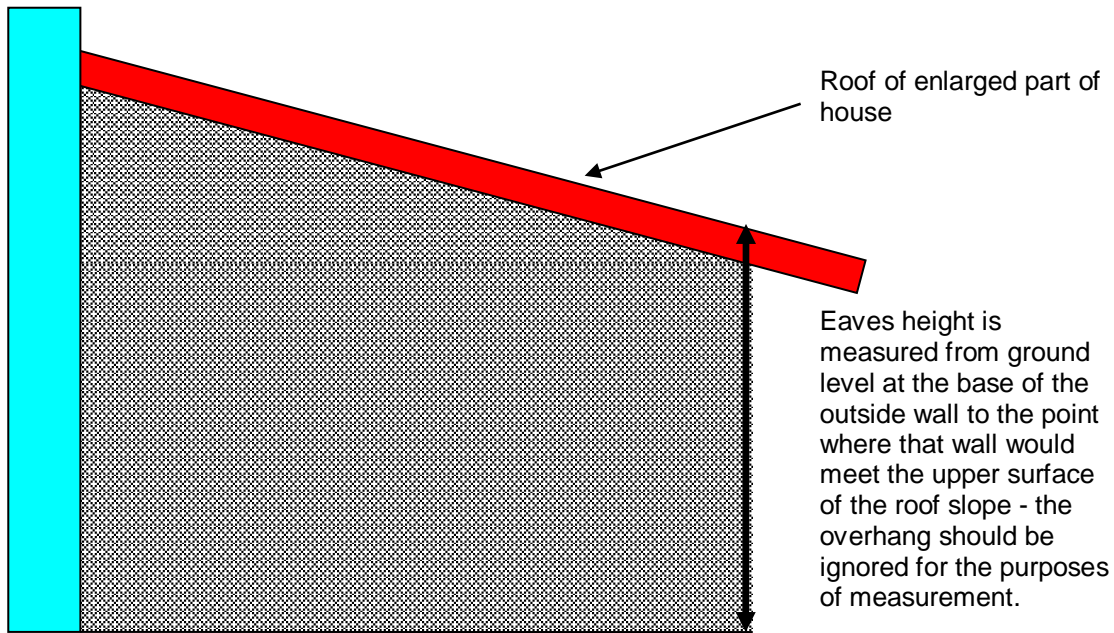 Roof of enlarged part of
house
Eaves height is
measured from ground
level at the base of the
outside wall to the point
where that wall would
meet the upper surface
of the roof slope - the
overhang should be
ignored for the purposes
of measurement.